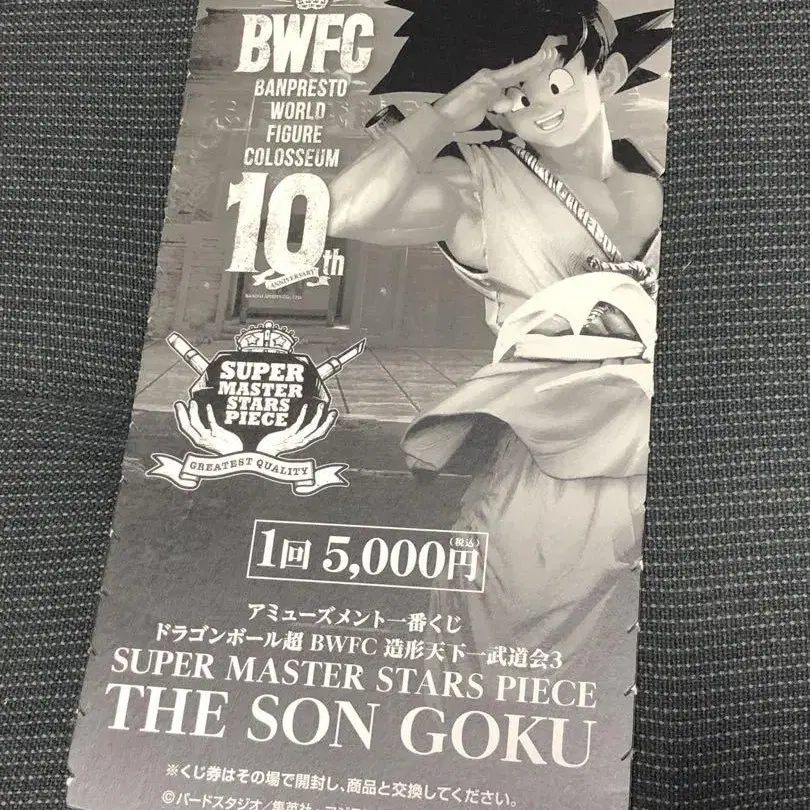 BWFC
BANPRESTO
WORLD
FIGURE
COLOSSEUM
10th
ANNIVERSARY
SUPER
MASTER
STARS
PIECE
GREATEST QUALITY
1回 5,000円(税込)
アミューズメント一番くじ
ドラゴンボール超 BWFC 造形天下一武道会3
SUPER MASTER STARS PIECE
THE SON GOKU
※くじ券はその場で開封し、商品と交換してください。
©バードスタジオ/集英社・フジ